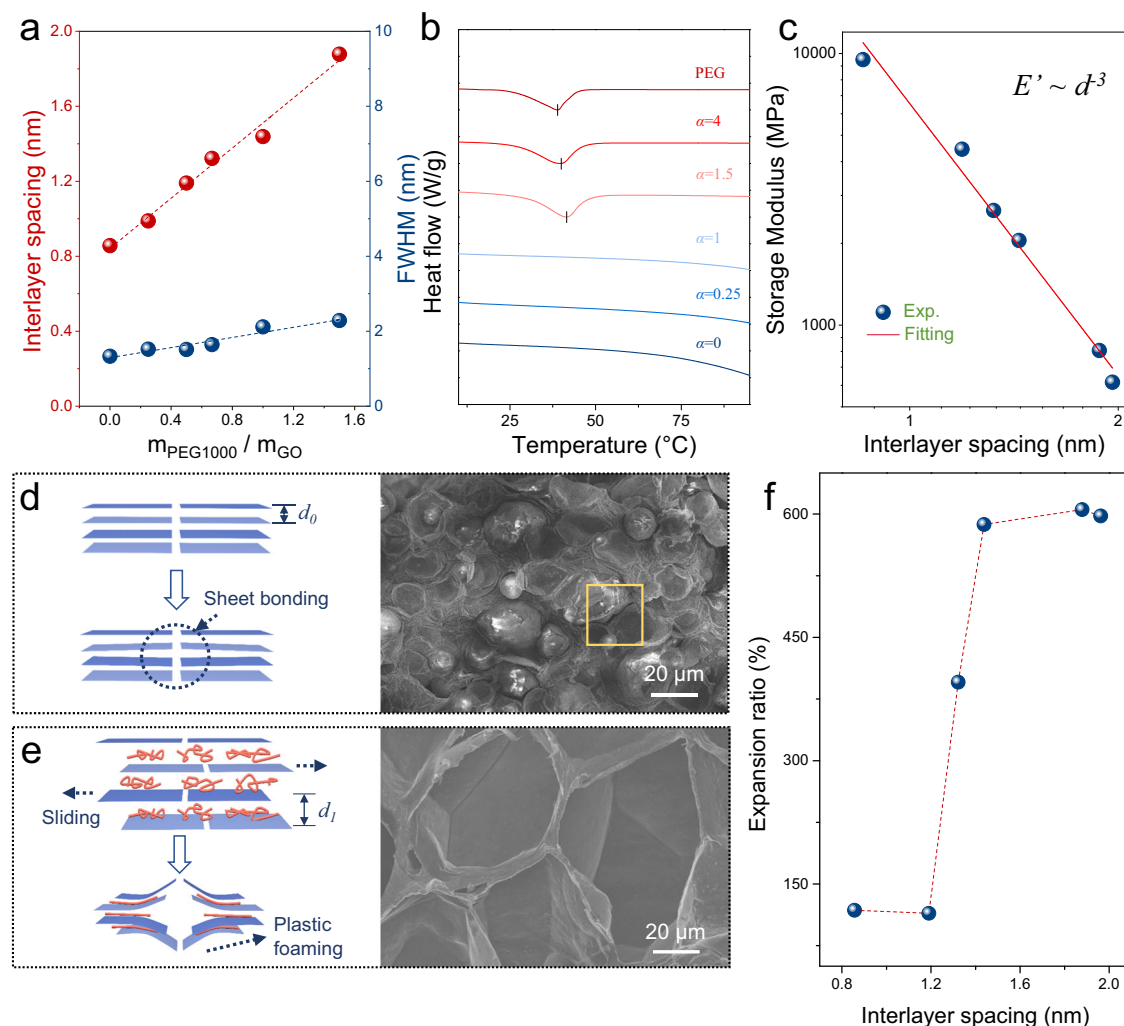 a
Interlayer spacing (nm)
2.0
1.6
1.2
0.8
0.4
0.0
10
8
6
4
2
0
FWHM (nm)
0.0 0.4 0.8 1.2 1.6
m_PEG1000 / m_GO
b
Heat flow (W/g)
PEG
α=4
α=1.5
α=1
α=0.25
α=0
25 50 75
Temperature (°C)
c
Storage Modulus (MPa)
10000
1000
E' ~ d⁻³
Exp.
Fitting
1 2
Interlayer spacing (nm)
d
d₀
Sheet bonding
20 μm
e
Sliding
d₁
Plastic
foaming
20 μm
f
Expansion ratio (%)
600
450
300
150
0.8 1.2 1.6 2.0
Interlayer spacing (nm)